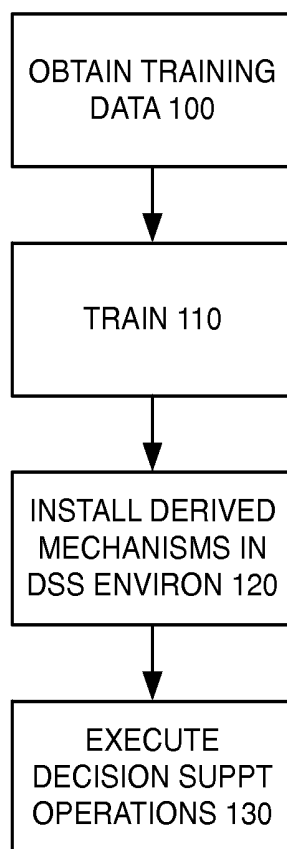 OBTAIN TRAINING
DATA 100
TRAIN 110
INSTALL DERIVED
MECHANISMS IN
DSS ENVIRON 120
EXECUTE
DECISION SUPPT
OPERATIONS 130